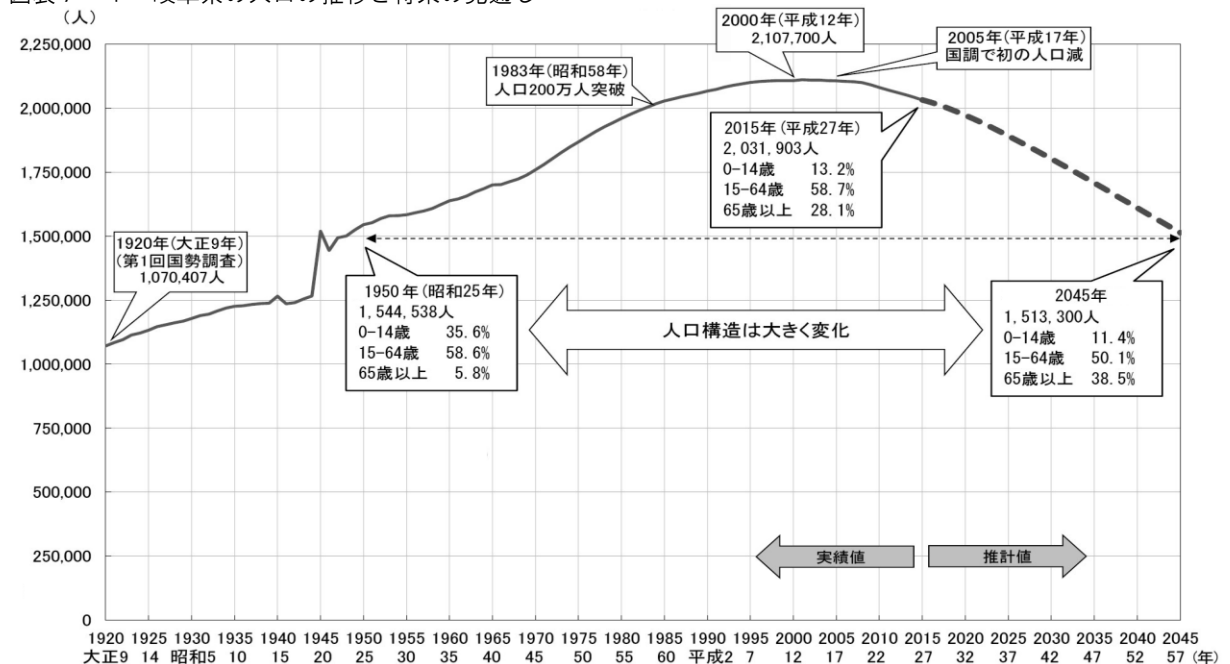 (人)
2,250,000
2,000,000
1,750,000
1,500,000
1,250,000
1,000,000
750,000
500,000
250,000
0
2000年(平成12年)
2,107,700人
2005年(平成17年)
国調で初の人口減
1983年(昭和58年)
人口200万人突破
2015年(平成27年)
2,031,903人
0-14歳 13.2%
15-64歳 58.7%
65歳以上 28.1%
1920年(大正9年)
(第1回国勢調査)
1,070,407人
1950年(昭和25年)
1,544,538人
0-14歳 35.6%
15-64歳 58.6%
65歳以上 5.8%
人口構造は大きく変化
2045年
1,513,300人
0-14歳 11.4%
15-64歳 50.1%
65歳以上 38.5%
実績値
推計値
1920 1925 1930 1935 1940 1945 1950 1955 1960 1965 1970 1975 1980 1985 1990 1995 2000 2005 2010 2015 2020 2025 2030 2035 2040 2045
大正9 14 昭和5 10 15 20 25 30 35 40 45 50 55 60 平成2 7 12 17 22 27 32 37 42 47 52 57 (年)